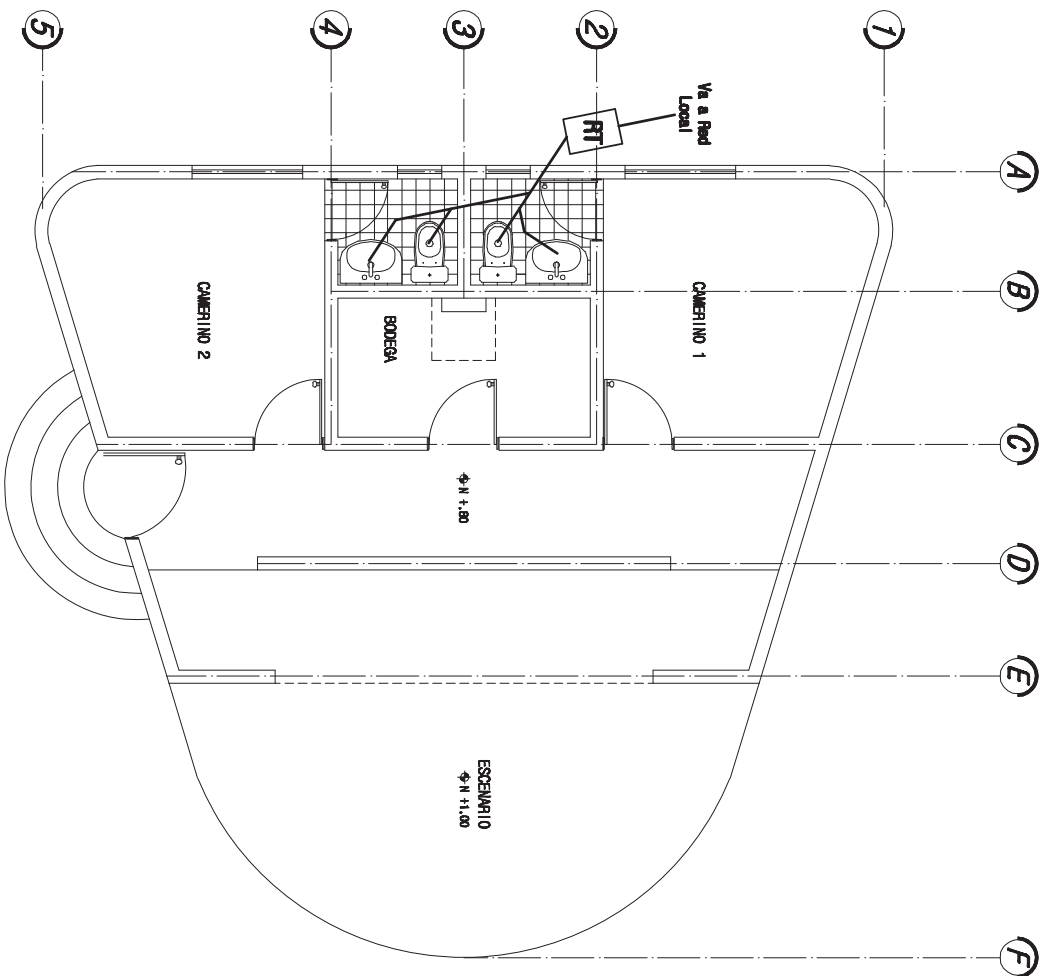 5
4
3
2
1
Va a Red
Local
RT
A
B
C
D
E
F
CAMERINO 2
BODEGA
CAMERINO 1
N +.80
ESCENARIO
N +1.00